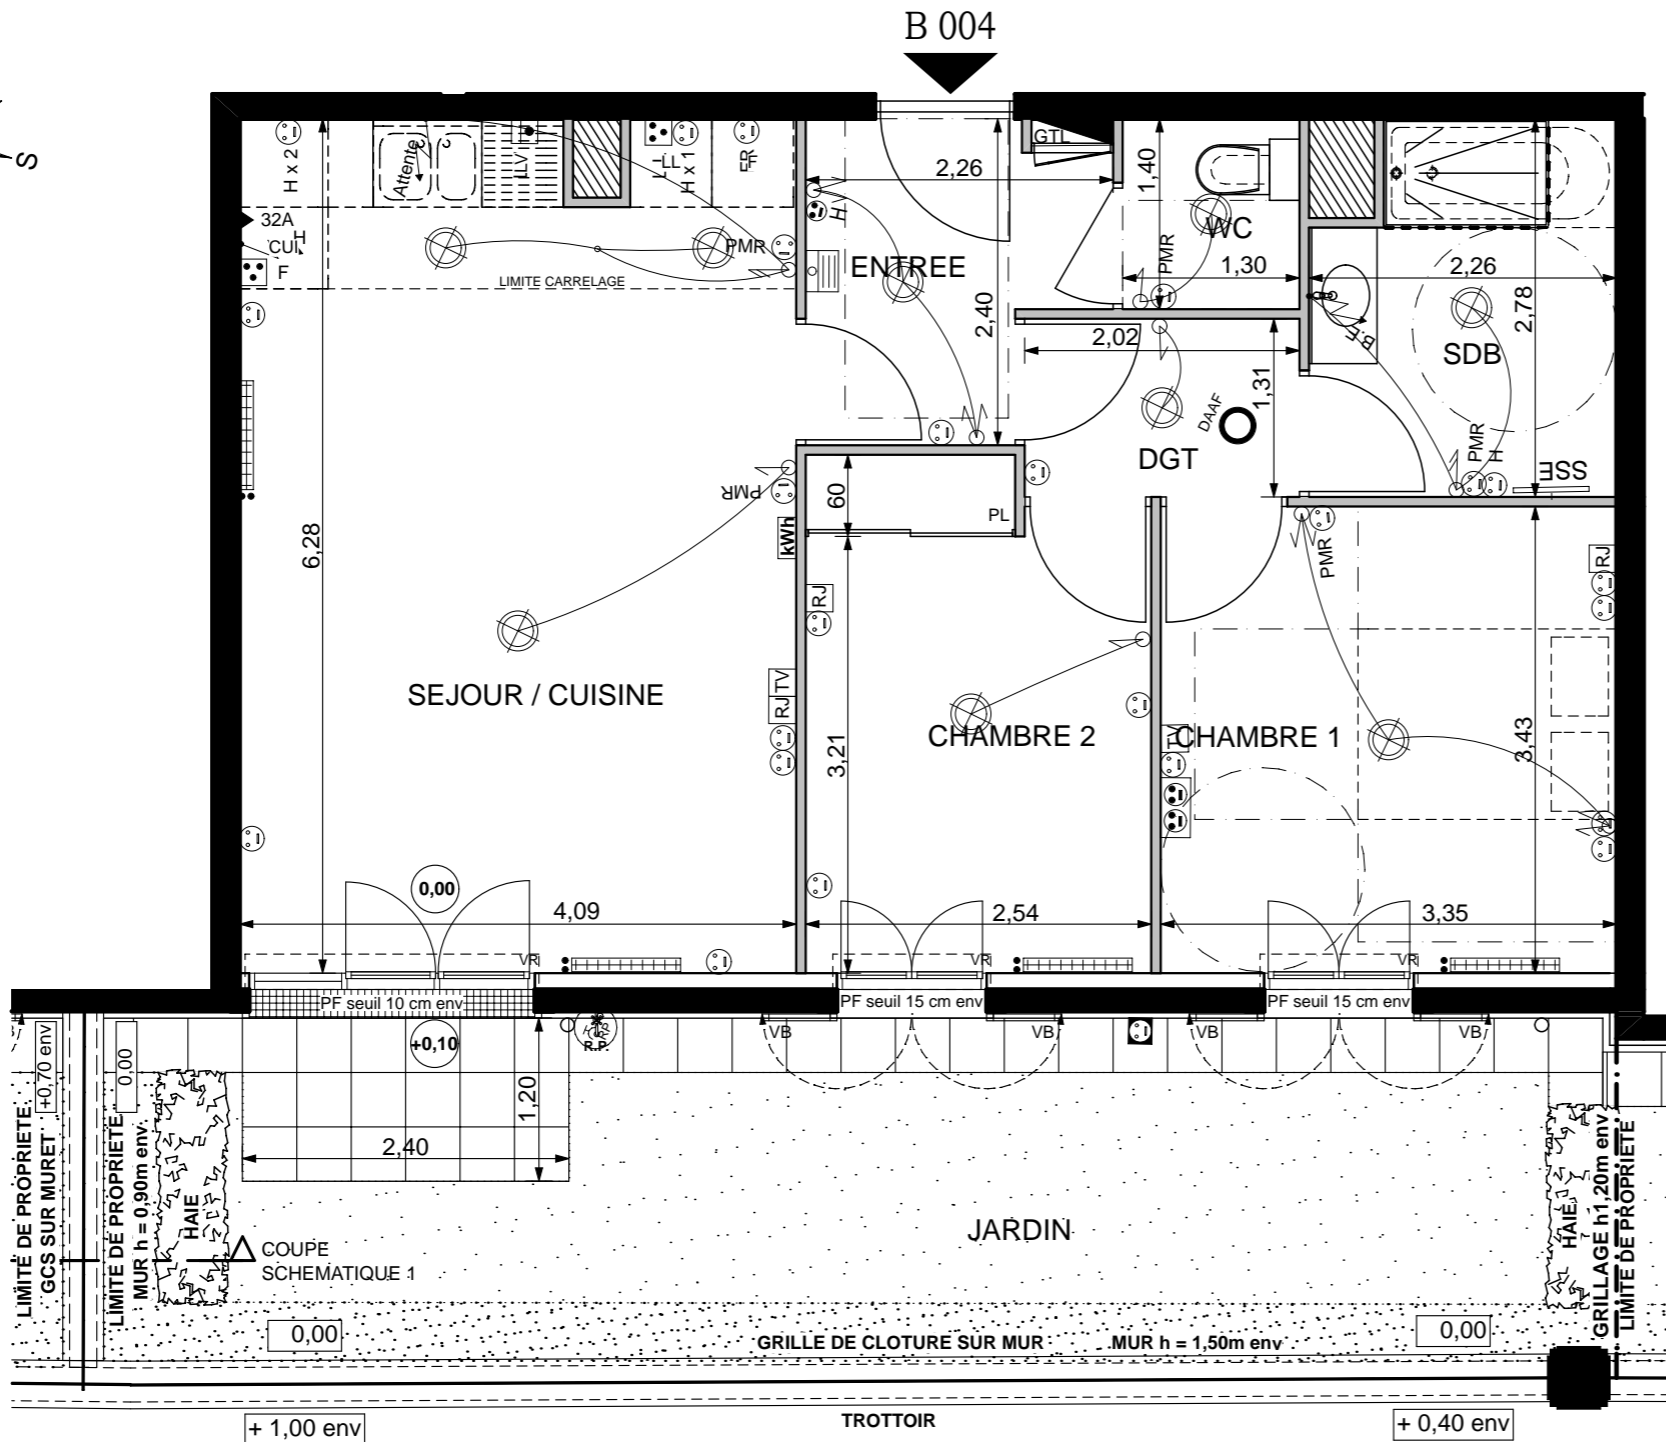 B 004
S
H x 2
Attente
LV
LL
H x 1
GTL
2,26
1,40
WC
PMR
1,30
2,26
2,78
32A
CUI.
H
F
PMR
LIMITE CARRELAGE
H
ENTREE
2,40
2,02
1,31
DAAF
B.E.
SDB
DGT
PMR
H
SSE
PMR
kWh
60
PL
6,28
RJ
PMR
RJ
SEJOUR / CUISINE
TV
RJ
CHAMBRE 2
TV
CHAMBRE 1
3,21
3,43
0,00
4,09
2,54
3,35
VR
VR
VR
PF seuil 10 cm env
PF seuil 15 cm env
PF seuil 15 cm env
+0,10
R.P.
VB
VB
VB
VB
+0,70 env
0,00
1,20
2,40
LIMITE DE PROPRIETE
GCS SUR MURET
LIMITE DE PROPRIETE
MUR h = 0,90m env.
HAIE
COUPE
SCHEMATIQUE 1
JARDIN
HAIE
GRILLAGE h1,20m env
LIMITE DE PROPRIETE
0,00
GRILLE DE CLOTURE SUR MUR
MUR h = 1,50m env
0,00
+ 1,00 env
TROTTOIR
+ 0,40 env